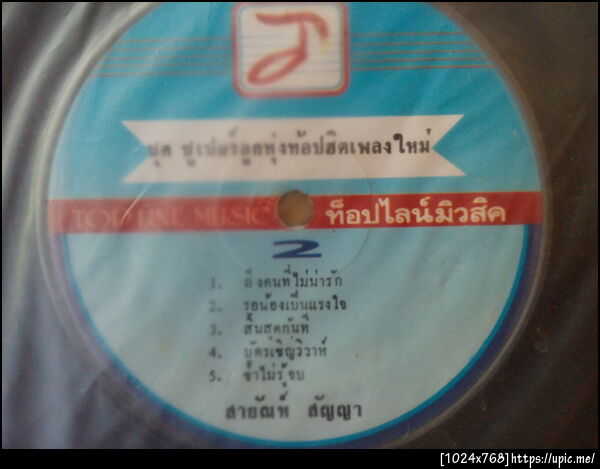 ชุด ซูเปอร์ลูกทุ่งท๊อปฮิตเพลงใหม่
TOP LINE MUSIC ท็อปไลน์มิวสิค
2
1. ถึงคนที่ไม่น่ารัก
2. รอน้องเป็นแรงใจ
3. สิ้นสุดกันที
4. บัตรเชิญวิวาห์
5. ช้ำไม่รู้จบ
สายัณห์ สัญญา
[1024x768]https://upic.me/